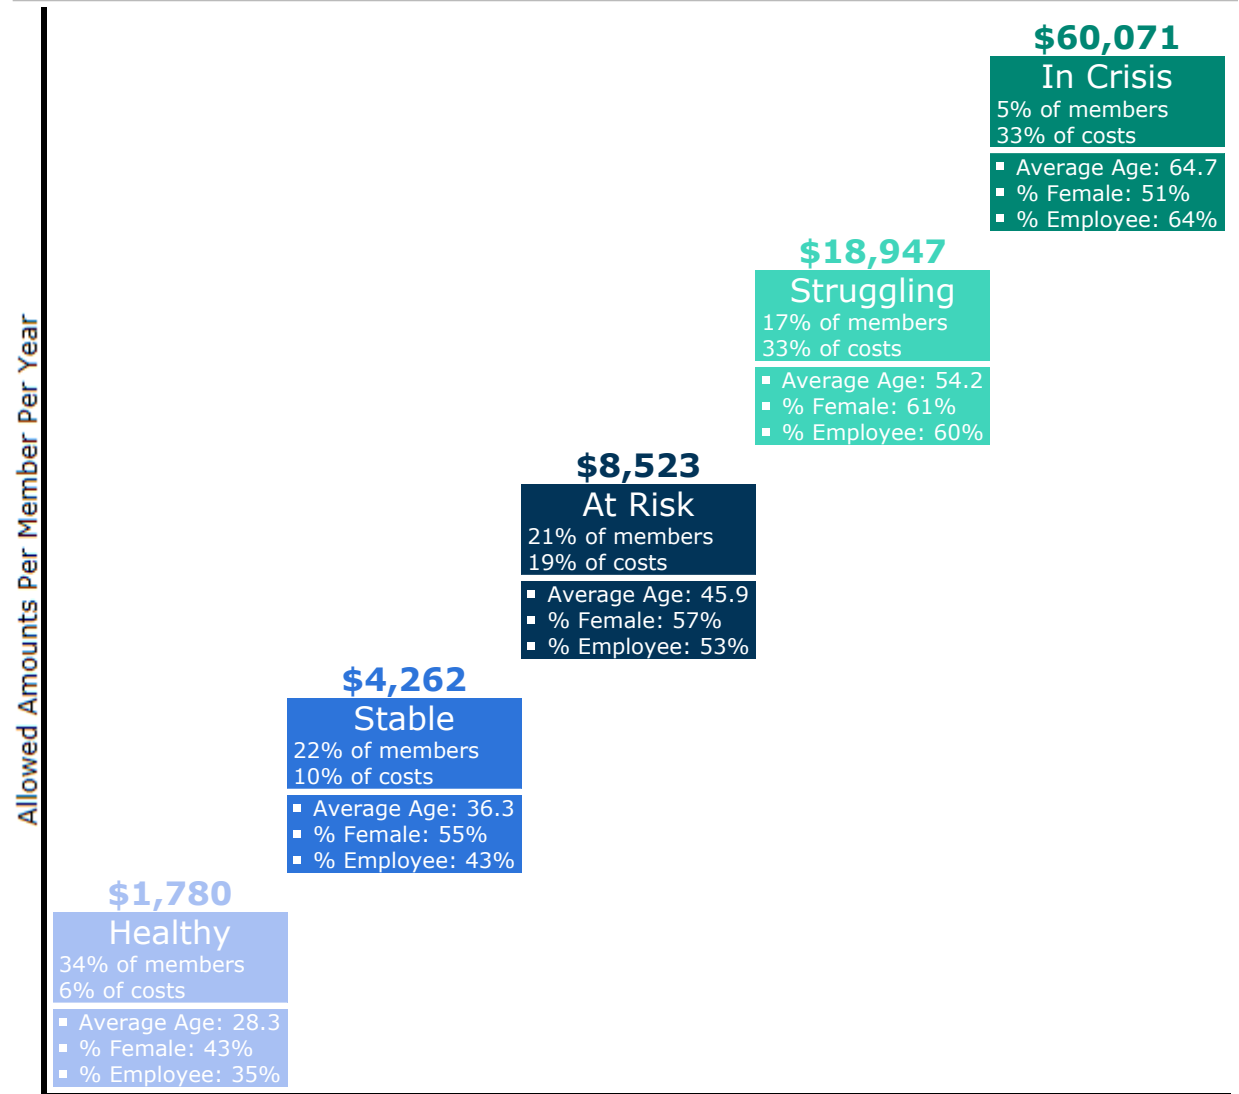 Allowed Amounts Per Member Per Year
$60,071
In Crisis
5% of members
33% of costs
▪ Average Age: 64.7
▪ % Female: 51%
▪ % Employee: 64%
$18,947
Struggling
17% of members
33% of costs
▪ Average Age: 54.2
▪ % Female: 61%
▪ % Employee: 60%
$8,523
At Risk
21% of members
19% of costs
▪ Average Age: 45.9
▪ % Female: 57%
▪ % Employee: 53%
$4,262
Stable
22% of members
10% of costs
▪ Average Age: 36.3
▪ % Female: 55%
▪ % Employee: 43%
$1,780
Healthy
34% of members
6% of costs
▪ Average Age: 28.3
▪ % Female: 43%
▪ % Employee: 35%